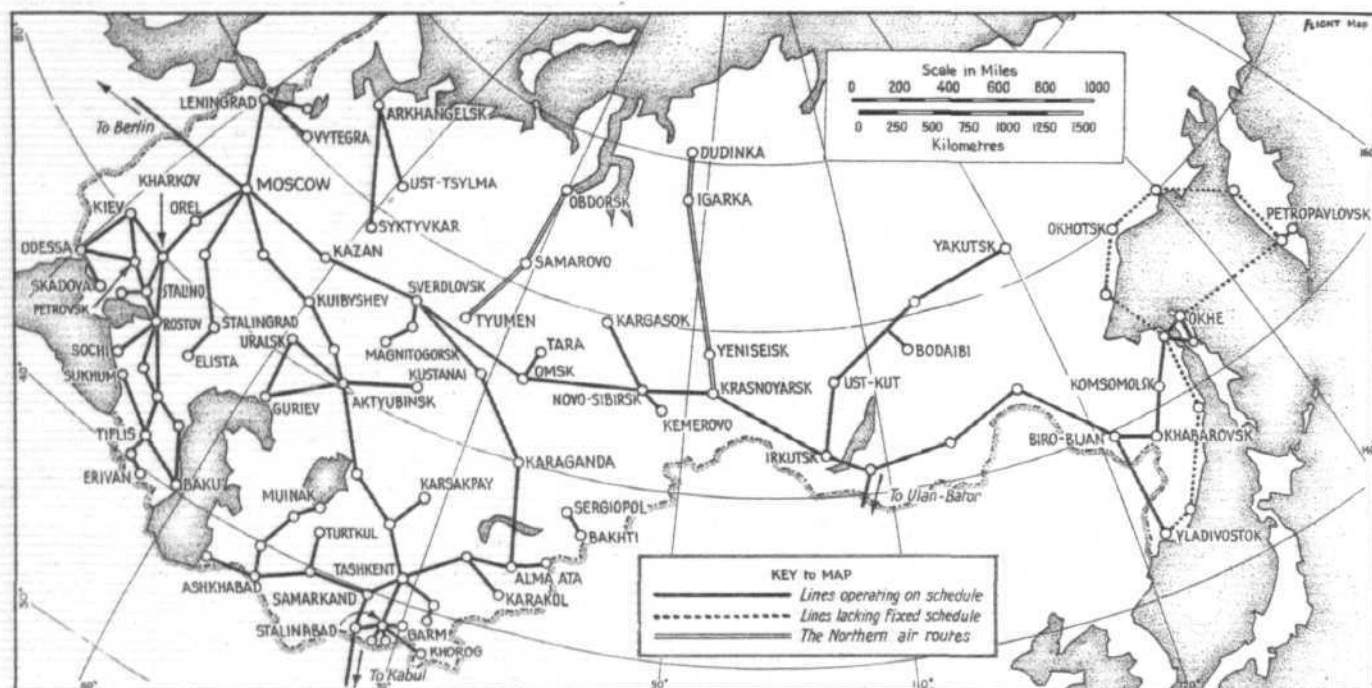 FLIGHT Map
Scale in Miles
0 200 400 600 800 1000
0 250 500 750 1000 1250 1500
Kilometres
LENINGRAD
To Berlin
VYTEGRA
ARKHANGELSK
DUDINKA
KHARKOV
MOSCOW
UST-TSYLMA
OBDORSK
IGARKA
KIEV
OREL
SYKTYVKAR
PETROPAVLOVSK
OKHOTSK
ODESSA
KAZAN
SAMAROVO
YAKUTSK
SKADOVA
STALINO
SVERDLOVSK
PETROVSK
KUIBYSHEV
ROSTOV
STALINGRAD
TYUMEN
KARGASOK
OKHE
SOCHI
URALSK
MAGNITOGORSK
TARA
YENISEISK
BODAIBO
ELISTA
SUKHUM
KUSTANAI
OMSK
UST-KUT
KOMSOMOLSK
40°
GURIEV
AKTYUBINSK
NOVO-SIBIRSK
KRASNOYARSK
KEMEROVO
TIFLIS
BIRO-BIJAN
KHABAROVSK
ERIVAN
KARAGANDA
IRKUTSK
BAKU
MUINAK
KARSAKPAY
To Ulan-Bator
SERGIOPOL
TURTKUL
BAKHTI
VLADIVOSTOK
ASHKHABAD
TASHKENT
ALMA ATA
SAMARKAND
KARAKOL
STALINABAD
GARM
KHOROG
To Kabul
KEY to MAP
Lines operating on schedule
Lines lacking Fixed schedule
The Northern air routes
110°